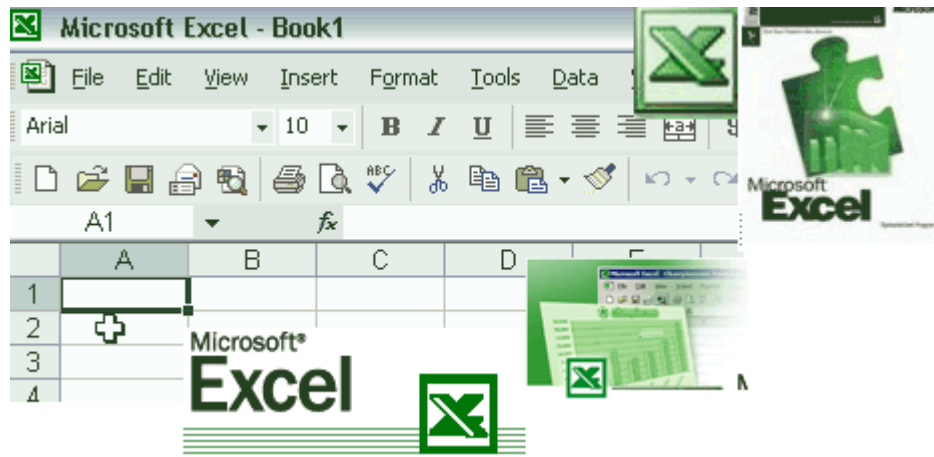 Microsoft Excel - Book1
File Edit View Insert Format Tools Data
Arial 10 B I U
ABC
A1 fx
A B C D
1
2
3
4
Microsoft
Excel
Microsoft®
Excel